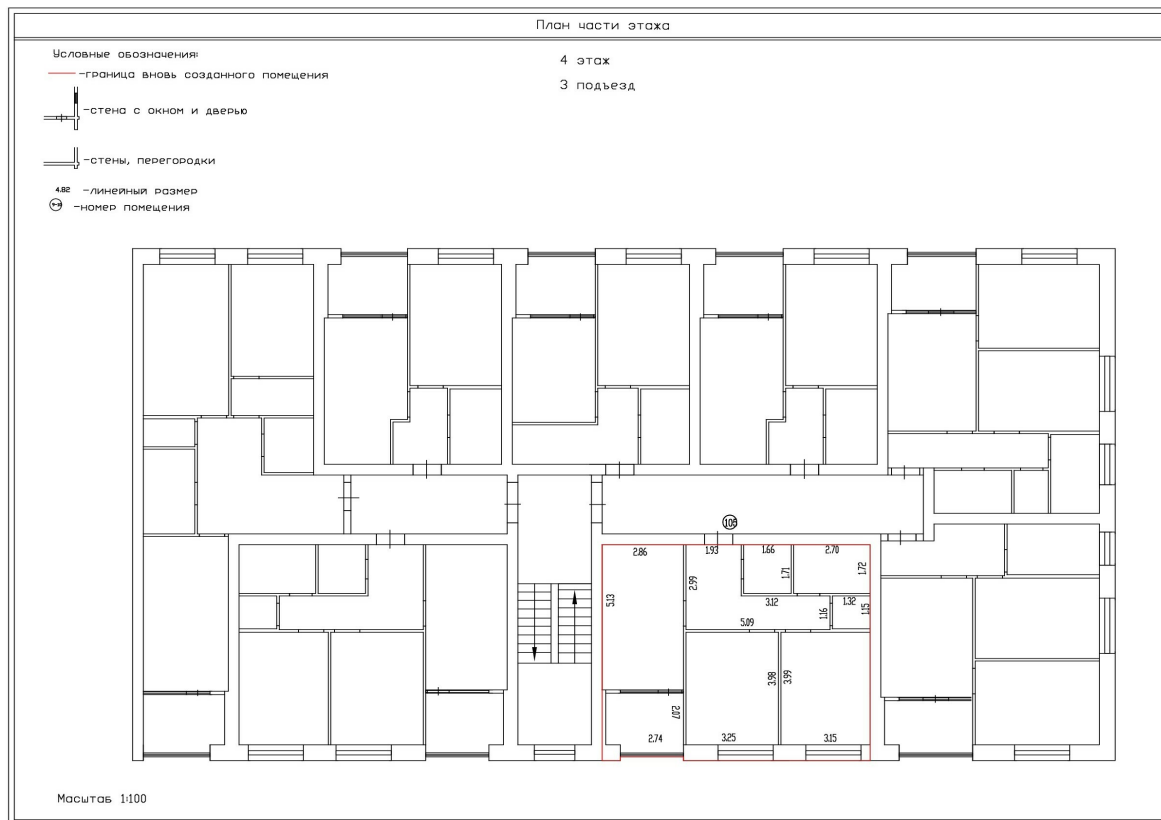 План части этажа
Условные обозначения:
-граница вновь созданного помещения
-стена с окном и дверью
-стены, перегородки
4.82 -линейный размер
-номер помещения
4 этаж
3 подъезд
105
2.86 1.93 1.66 2.70
1.71 1.72
2.99
5.13
3.12 1.32
1.16 1.15
5.09
3.98 3.99
2.07
2.74 3.25 3.15
Масштаб 1:100